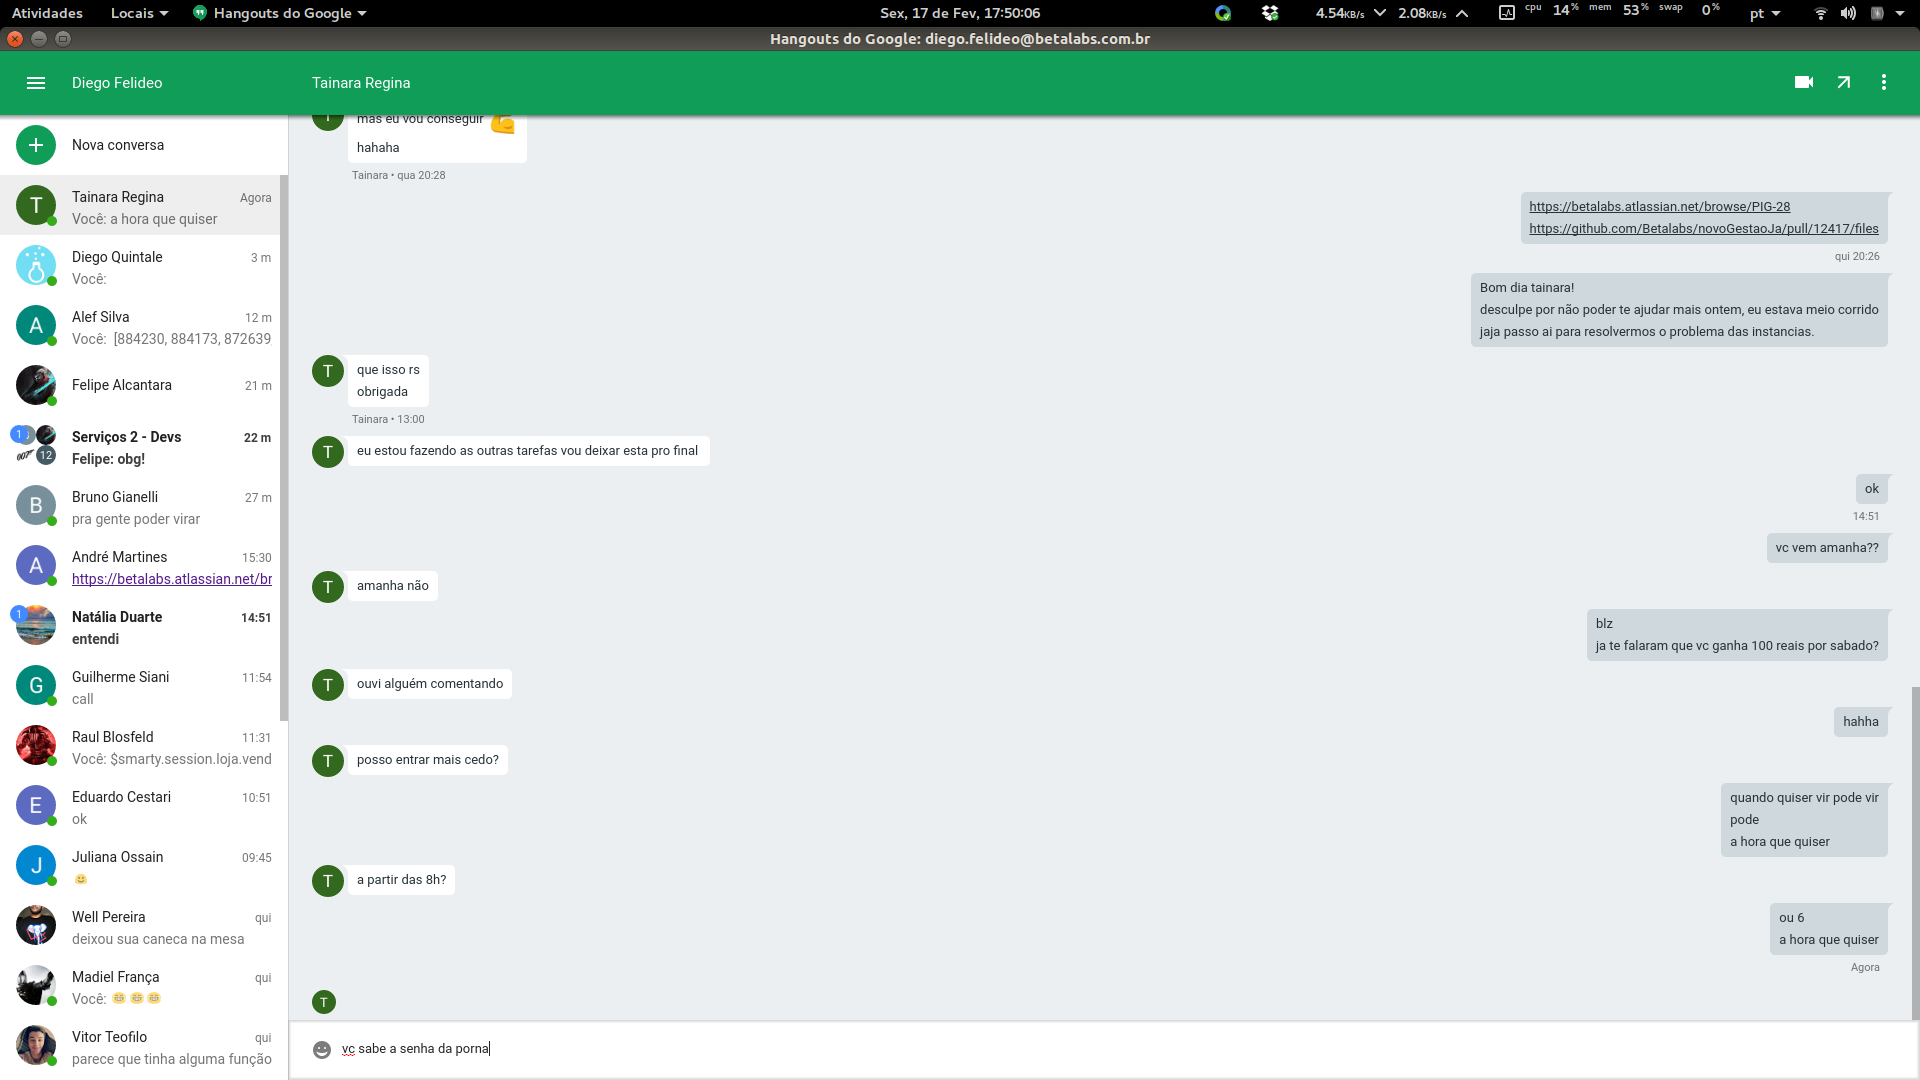 Atividades
Locais
Hangouts do Google
Sex, 17 de Fev, 17:50:06
4.54KB/s
2.08KB/s
cpu 14%
mem 53%
swap 0%
pt
Hangouts do Google: diego.felideo@betalabs.com.br
Diego Felideo
Tainara Regina
Nova conversa
T
Tainara Regina
Agora
Você: a hora que quiser
Diego Quintale
3 m
Você:
A
Alef Silva
12 m
Você: [884230, 884173, 872639
Felipe Alcantara
21 m
1
12
Serviços 2 - Devs
22 m
Felipe: obg!
B
Bruno Gianelli
27 m
pra gente poder virar
A
André Martines
15:30
https://betalabs.atlassian.net/br
1
Natália Duarte
14:51
entendi
G
Guilherme Siani
11:54
call
Raul Blosfeld
11:31
Você: $smarty.session.loja.vend
E
Eduardo Cestari
10:51
ok
J
Juliana Ossain
09:45
Well Pereira
qui
deixou sua caneca na mesa
Madiel França
qui
Você: 😁😁😁
Vitor Teofilo
qui
parece que tinha alguma função
T
mas eu vou conseguir 💪
hahaha
Tainara • qua 20:28
https://betalabs.atlassian.net/browse/PIG-28
https://github.com/Betalabs/novoGestaoJa/pull/12417/files
qui 20:26
Bom dia tainara!
desculpe por não poder te ajudar mais ontem, eu estava meio corrido
jaja passo ai para resolvermos o problema das instancias.
T
que isso rs
obrigada
Tainara • 13:00
T
eu estou fazendo as outras tarefas vou deixar esta pro final
ok
14:51
vc vem amanha??
T
amanha não
blz
ja te falaram que vc ganha 100 reais por sabado?
T
ouvi alguém comentando
hahha
T
posso entrar mais cedo?
quando quiser vir pode vir
pode
a hora que quiser
T
a partir das 8h?
ou 6
a hora que quiser
Agora
T
vc sabe a senha da porna